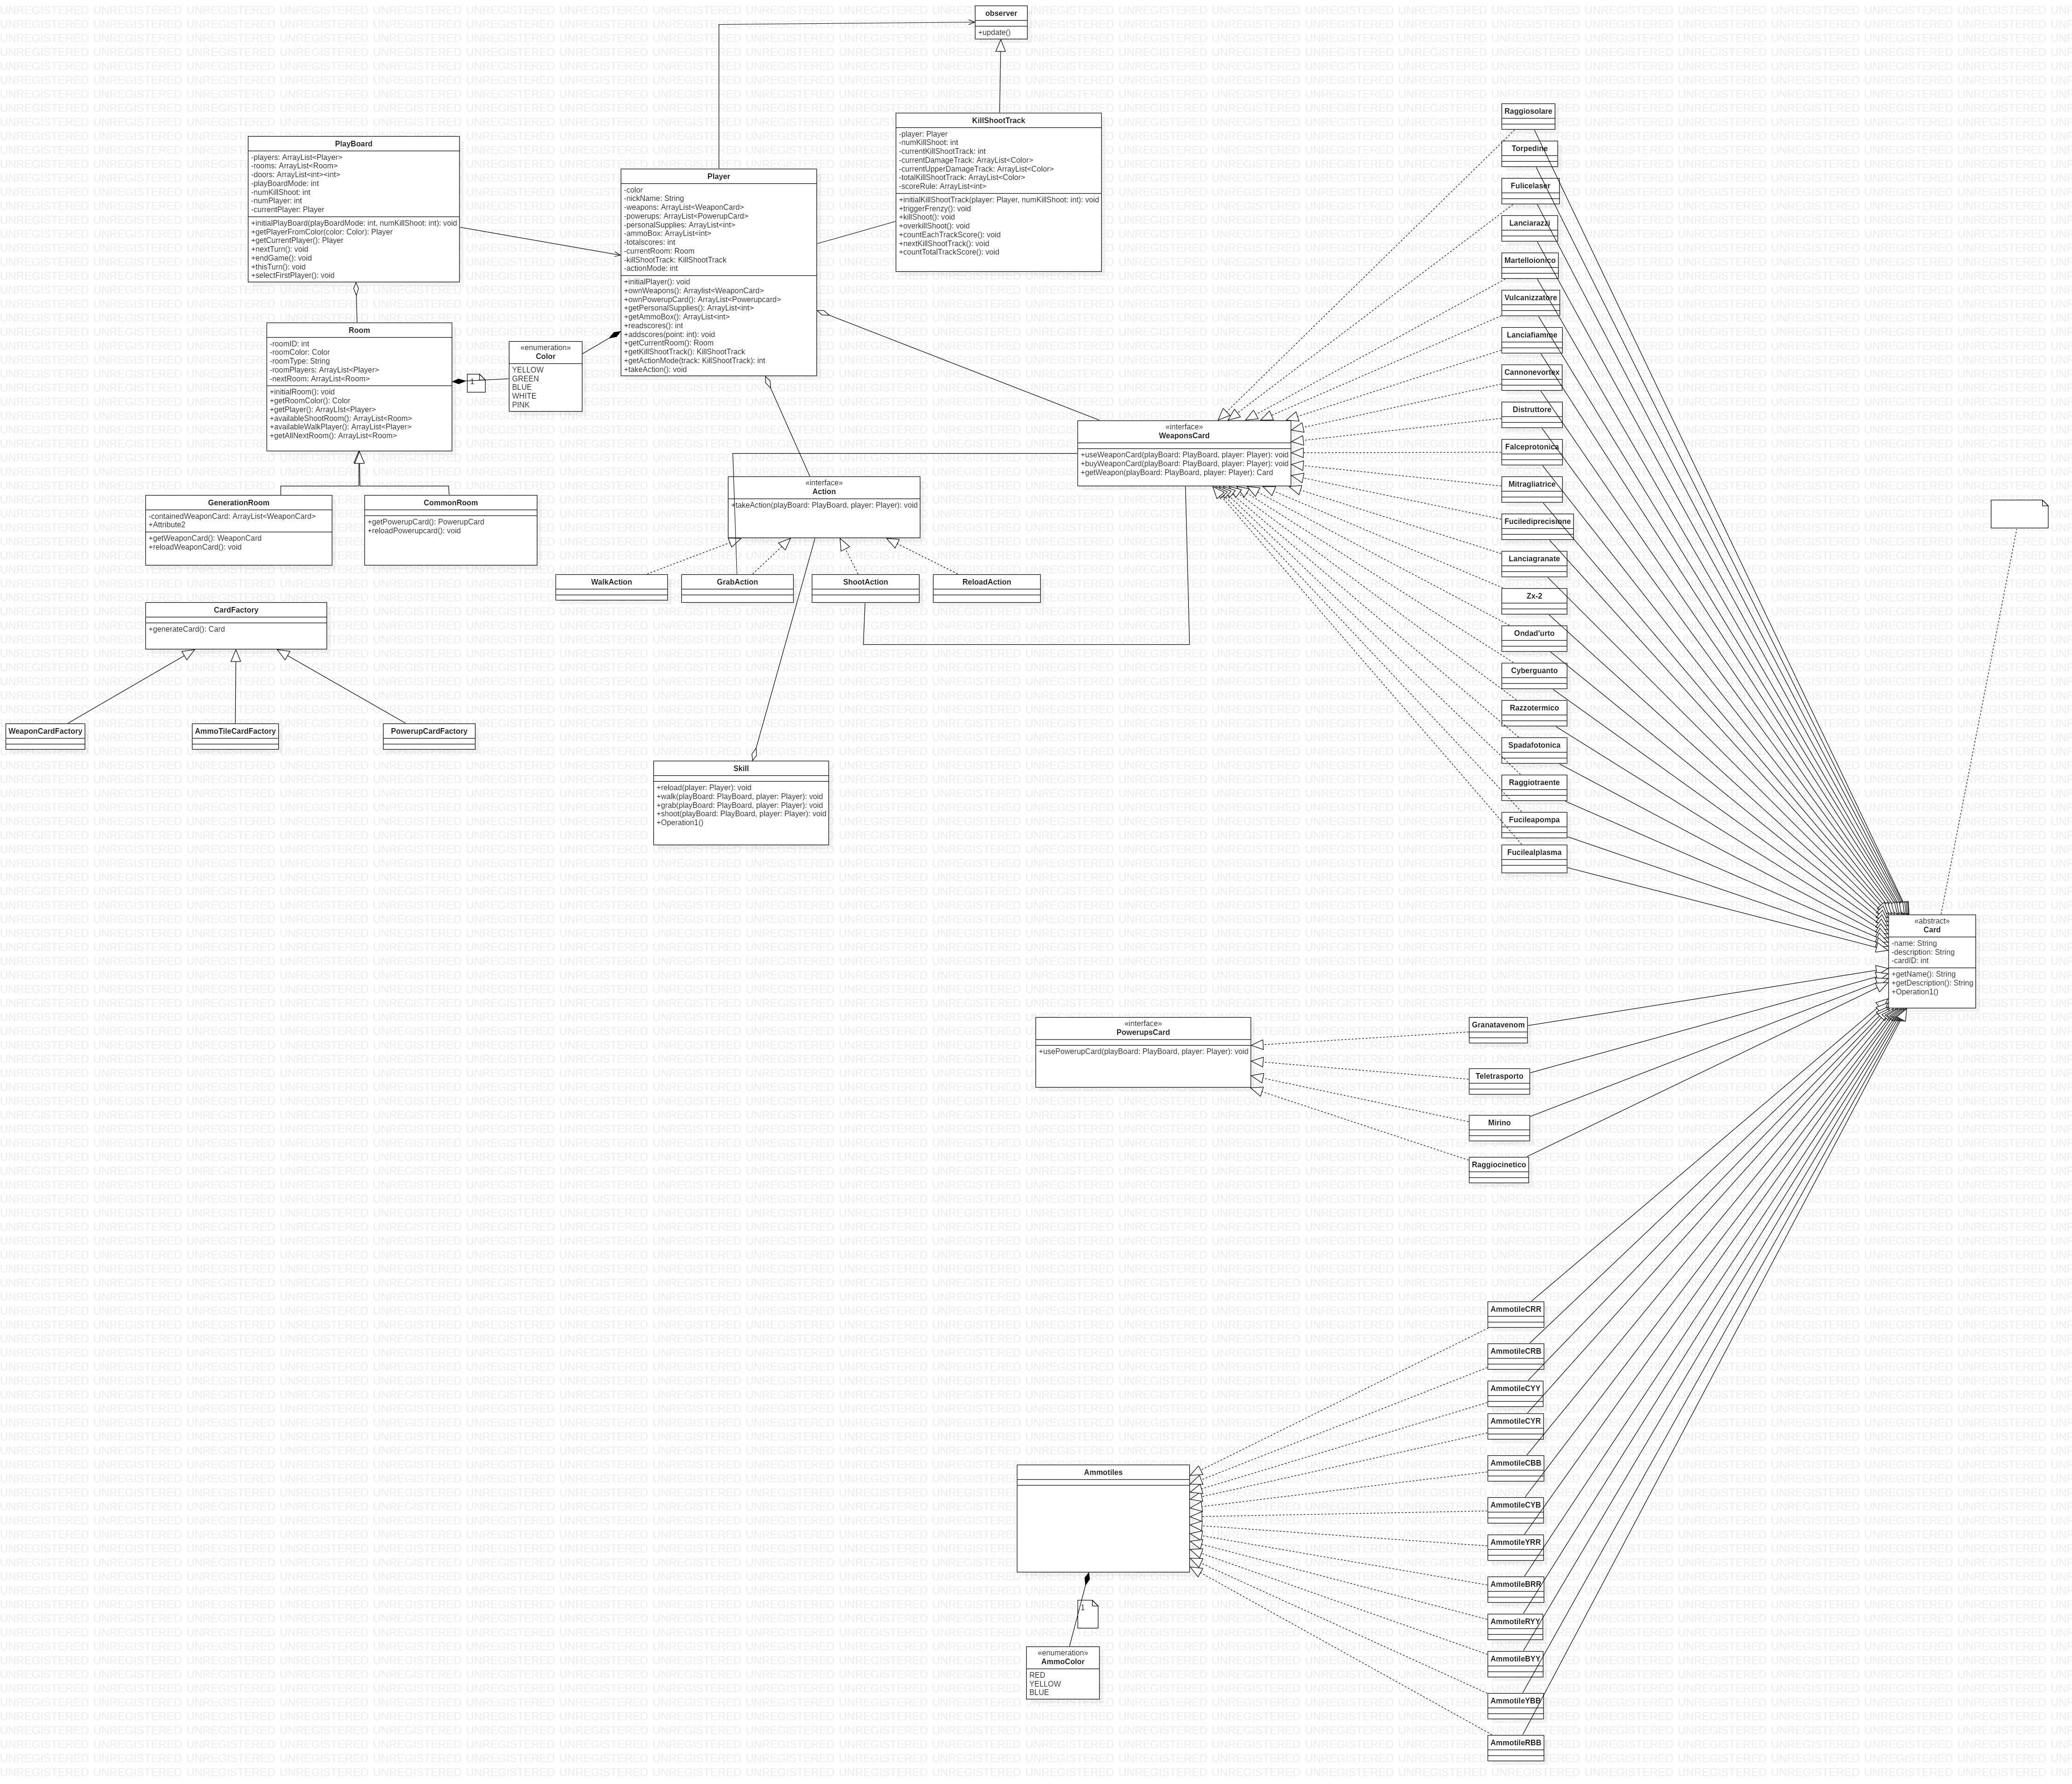 observer
+update()
KillShootTrack
-player: Player
-numKillShoot: int
-currentKillShootTrack: int
-currentDamageTrack: ArrayList<Color>
-currentUpperDamageTrack: ArrayList<Color>
-totalKillShootTrack: ArrayList<Color>
-scoreRule: ArrayList<int>
+initialKillShootTrack(player: Player, numKillShoot: int): void
+triggerFrenzy(): void
+killShoot(): void
+overkillShoot(): void
+countEachTrackScore(): void
+nextKillShootTrack(): void
+countTotalTrackScore(): void
PlayBoard
-players: ArrayList<Player>
-rooms: ArrayList<Room>
-doors: ArrayList<int><int>
-playBoardMode: int
-numKillShoot: int
-numPlayer: int
-currentPlayer: Player
+initialPlayBoard(playBoardMode: int, numKillShoot: int): void
+getPlayerFromColor(color: Color): Player
+getCurrentPlayer(): Player
+nextTurn(): void
+endGame(): void
+thisTurn(): void
+selectFirstPlayer(): void
Player
-color
-nickName: String
-weapons: ArrayList<WeaponCard>
-powerups: ArrayList<PowerupCard>
-personalSupplies: ArrayList<int>
-ammoBox: ArrayList<int>
-totalscores: int
-currentRoom: Room
-killShootTrack: KillShootTrack
-actionMode: int
+initialPlayer(): void
+ownWeapons(): Arraylist<WeaponCard>
+ownPowerupCard(): ArrayList<Powerupcard>
+getPersonalSupplies(): ArrayList<int>
+getAmmoBox(): ArrayList<int>
+readscores(): int
+addscores(point: int): void
+getCurrentRoom(): Room
+getKillShootTrack(): KillShootTrack
+getActionMode(track: KillShootTrack): int
+takeAction(): void
Room
-roomID: int
-roomColor: Color
-roomType: String
-roomPlayers: ArrayList<Player>
-nextRoom: ArrayList<Room>
+initialRoom(): void
+getRoomColor(): Color
+getPlayer(): ArrayLIst<Player>
+availableShootRoom(): ArrayList<Room>
+availableWalkPlayer(): ArrayList<Player>
+getAllNextRoom(): ArrayList<Room>
1
«enumeration»
Color
YELLOW
GREEN
BLUE
WHITE
PINK
GenerationRoom
-containedWeaponCard: ArrayList<WeaponCard>
+Attribute2
+getWeaponCard(): WeaponCard
+reloadWeaponCard(): void
CommonRoom
+getPowerupCard(): PowerupCard
+reloadPowerupcard(): void
«interface»
WeaponsCard
+useWeaponCard(playBoard: PlayBoard, player: Player): void
+buyWeaponCard(playBoard: PlayBoard, player: Player): void
+getWeapon(playBoard: PlayBoard, player: Player): Card
«interface»
Action
+takeAction(playBoard: PlayBoard, player: Player): void
WalkAction
GrabAction
ShootAction
ReloadAction
CardFactory
+generateCard(): Card
WeaponCardFactory
AmmoTileCardFactory
PowerupCardFactory
Skill
+reload(player: Player): void
+walk(playBoard: PlayBoard, player: Player): void
+grab(playBoard: PlayBoard, player: Player): void
+shoot(playBoard: PlayBoard, player: Player): void
+Operation1()
Raggiosolare
Torpedine
Fulicelaser
Lanciarazzi
Martelloionico
Vulcanizzatore
Lanciafiamme
Cannonevortex
Distruttore
Falceprotonica
Mitragliatrice
Fucilediprecisione
Lanciagranate
Zx-2
Ondad'urto
Cyberguanto
Razzotermico
Spadafotonica
Raggiotraente
Fucileapompa
Fucilealplasma
«abstract»
Card
-name: String
-description: String
-cardID: int
+getName(): String
+getDescription(): String
+Operation1()
«interface»
PowerupsCard
+usePowerupCard(playBoard: PlayBoard, player: Player): void
Granatavenom
Teletrasporto
Mirino
Raggiocinetico
AmmotileCRR
AmmotileCRB
AmmotileCYY
AmmotileCYR
AmmotileCBB
AmmotileCYB
AmmotileYRR
AmmotileBRR
AmmotileRYY
AmmotileBYY
AmmotileYBB
AmmotileRBB
Ammotiles
1
«enumeration»
AmmoColor
RED
YELLOW
BLUE